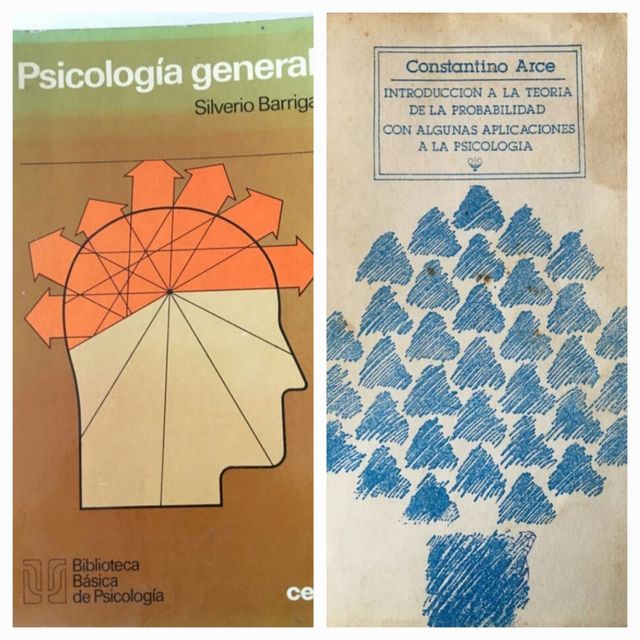 Psicología general
Silverio Barriga
Biblioteca
Básica
de Psicología
Constantino Arce
INTRODUCCION A LA TEORIA
DE LA PROBABILIDAD
CON ALGUNAS APLICACIONES
A LA PSICOLOGIA